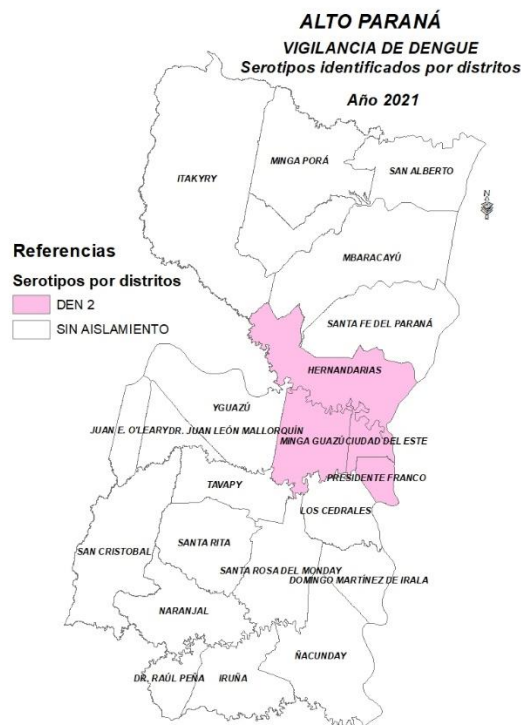 ALTO PARANÁ
VIGILANCIA DE DENGUE
Serotipos identificados por distritos
Año 2021
MINGA PORÁ
ITAKYRY
SAN ALBERTO
N
MBARACAYÚ
Referencias
Serotipos por distritos
DEN 2
SIN AISLAMIENTO
SANTA FE DEL PARANÁ
HERNANDARIAS
YGUAZÚ
JUAN E. O'LEARY
DR. JUAN LEÓN MALLORQUÍN
MINGA GUAZÚ
CIUDAD DEL ESTE
TAVAPY
PRESIDENTE FRANCO
LOS CEDRALES
SAN CRISTOBAL
SANTA RITA
SANTA ROSA DEL MONDAY
DOMINGO MARTÍNEZ DE IRALA
NARANJAL
ÑACUNDAY
DR. RAÚL PEÑA
IRUÑA